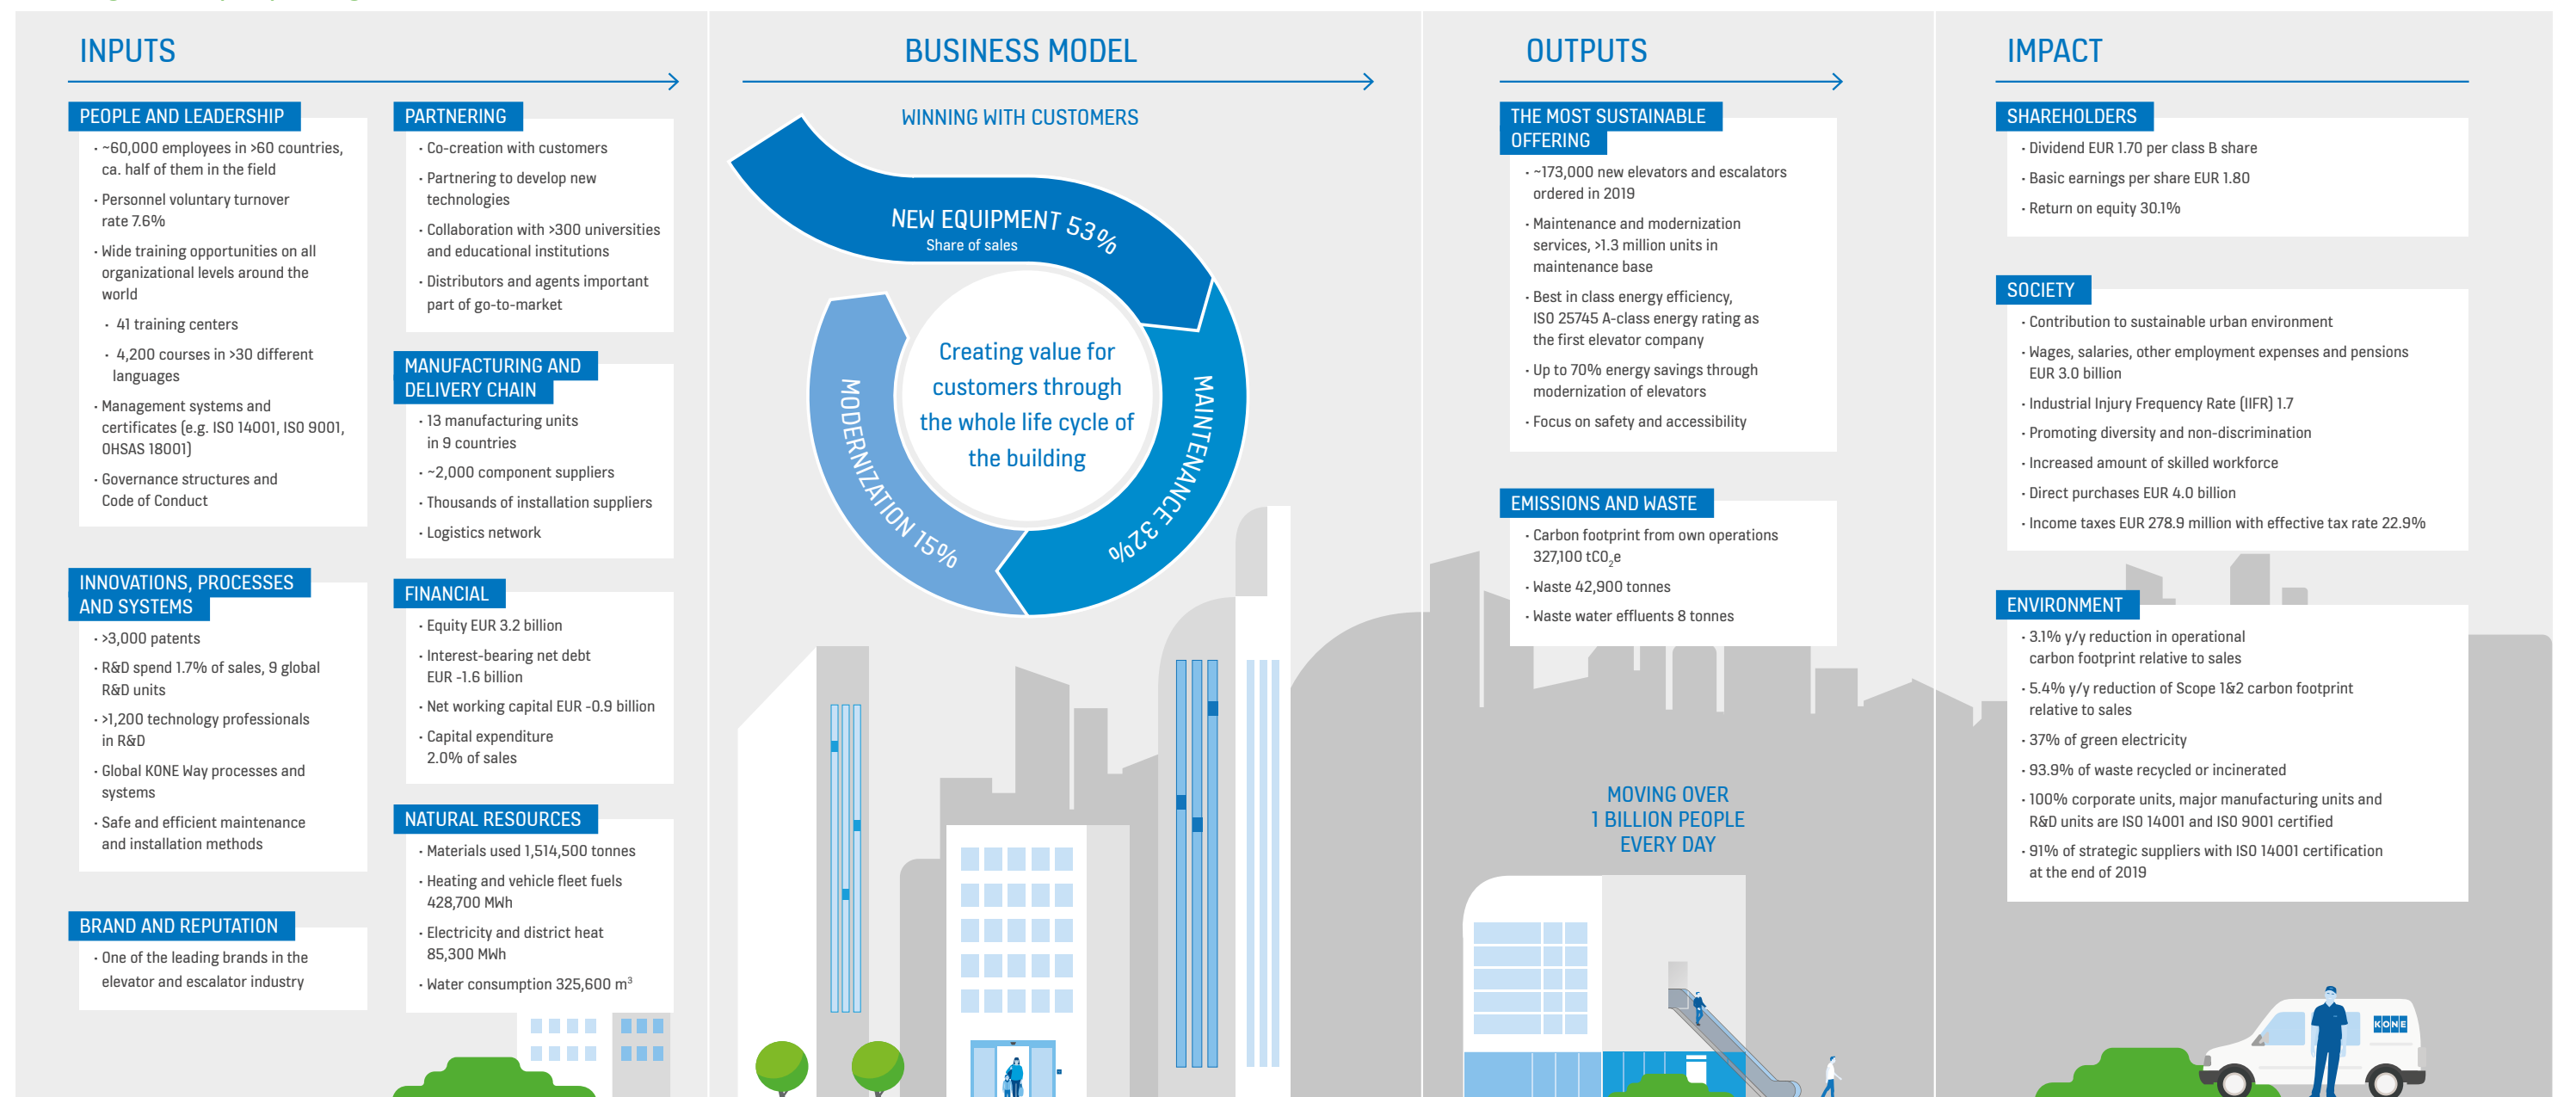 INPUTS
PEOPLE AND LEADERSHIP
· ~60,000 employees in >60 countries,
ca. half of them in the field
· Personnel voluntary turnover
rate 7.6%
· Wide training opportunities on all
organizational levels around the
world
· 41 training centers
· 4,200 courses in >30 different
languages
· Management systems and
certificates (e.g. ISO 14001, ISO 9001,
OHSAS 18001)
· Governance structures and
Code of Conduct
INNOVATIONS, PROCESSES
AND SYSTEMS
· >3,000 patents
· R&D spend 1.7% of sales, 9 global
R&D units
· >1,200 technology professionals
in R&D
· Global KONE Way processes and
systems
· Safe and efficient maintenance
and installation methods
BRAND AND REPUTATION
· One of the leading brands in the
elevator and escalator industry
PARTNERING
· Co-creation with customers
· Partnering to develop new
technologies
· Collaboration with >300 universities
and educational institutions
· Distributors and agents important
part of go-to-market
MANUFACTURING AND
DELIVERY CHAIN
· 13 manufacturing units
in 9 countries
· ~2,000 component suppliers
· Thousands of installation suppliers
· Logistics network
FINANCIAL
· Equity EUR 3.2 billion
· Interest-bearing net debt
EUR -1.6 billion
· Net working capital EUR -0.9 billion
· Capital expenditure
2.0% of sales
NATURAL RESOURCES
· Materials used 1,514,500 tonnes
· Heating and vehicle fleet fuels
428,700 MWh
· Electricity and district heat
85,300 MWh
· Water consumption 325,600 m³
BUSINESS MODEL
WINNING WITH CUSTOMERS
NEW EQUIPMENT 53%
Share of sales
MAINTENANCE 32%
MODERNIZATION 15%
Creating value for
customers through
the whole life cycle of
the building
OUTPUTS
THE MOST SUSTAINABLE
OFFERING
· ~173,000 new elevators and escalators
ordered in 2019
· Maintenance and modernization
services, >1.3 million units in
maintenance base
· Best in class energy efficiency,
ISO 25745 A-class energy rating as
the first elevator company
· Up to 70% energy savings through
modernization of elevators
· Focus on safety and accessibility
EMISSIONS AND WASTE
· Carbon footprint from own operations
327,100 tCO₂e
· Waste 42,900 tonnes
· Waste water effluents 8 tonnes
MOVING OVER
1 BILLION PEOPLE
EVERY DAY
IMPACT
SHAREHOLDERS
· Dividend EUR 1.70 per class B share
· Basic earnings per share EUR 1.80
· Return on equity 30.1%
SOCIETY
· Contribution to sustainable urban environment
· Wages, salaries, other employment expenses and pensions
EUR 3.0 billion
· Industrial Injury Frequency Rate (IIFR) 1.7
· Promoting diversity and non-discrimination
· Increased amount of skilled workforce
· Direct purchases EUR 4.0 billion
· Income taxes EUR 278.9 million with effective tax rate 22.9%
ENVIRONMENT
· 3.1% y/y reduction in operational
carbon footprint relative to sales
· 5.4% y/y reduction of Scope 1&2 carbon footprint
relative to sales
· 37% of green electricity
· 93.9% of waste recycled or incinerated
· 100% corporate units, major manufacturing units and
R&D units are ISO 14001 and ISO 9001 certified
· 91% of strategic suppliers with ISO 14001 certification
at the end of 2019
KONE